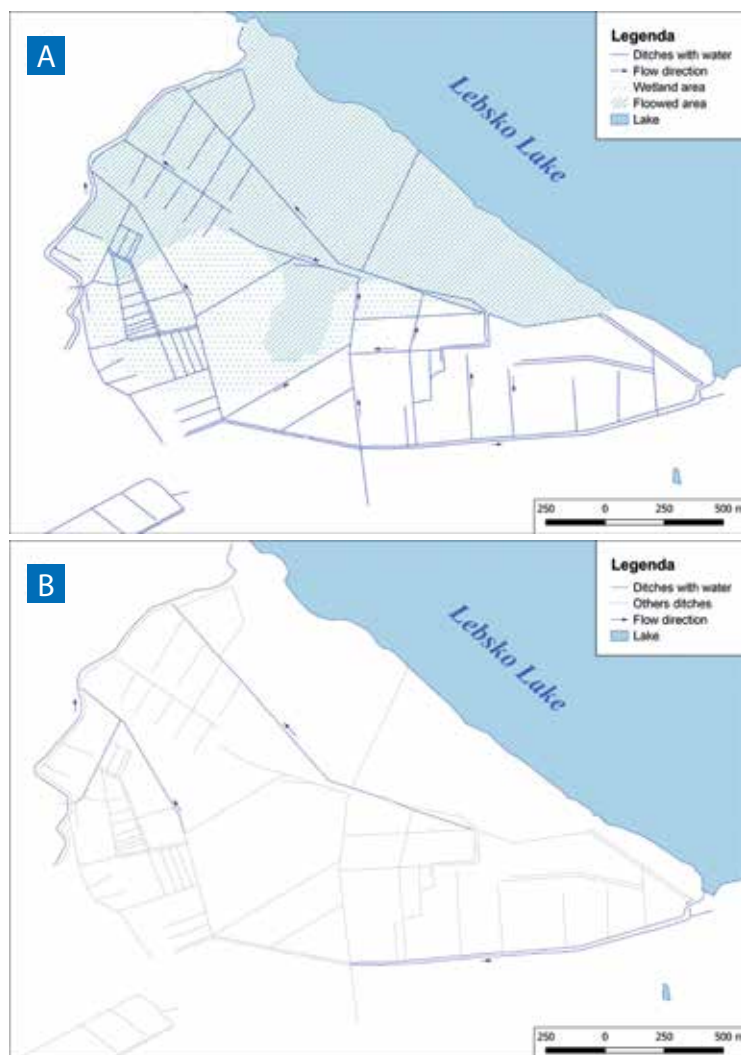 A
Legenda
Ditches with water
Flow direction
Wetland area
Floowed area
Lake
Lebsko Lake
250 0 250 500 m
B
Legenda
Ditches with water
Others ditches
Flow direction
Lake
Lebsko Lake
250 0 250 500 m